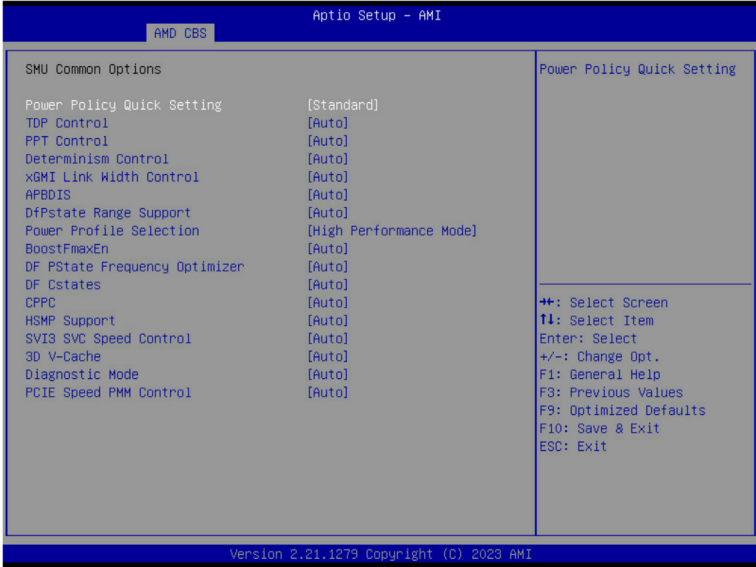 Aptio Setup – AMI
AMD CBS
SMU Common Options
Power Policy Quick Setting [Standard]
TDP Control [Auto]
PPT Control [Auto]
Determinism Control [Auto]
xGMI Link Width Control [Auto]
APBDIS [Auto]
DfPstate Range Support [Auto]
Power Profile Selection [High Performance Mode]
BoostFmaxEn [Auto]
DF PState Frequency Optimizer [Auto]
DF Cstates [Auto]
CPPC [Auto]
HSMP Support [Auto]
SVI3 SVC Speed Control [Auto]
3D V-Cache [Auto]
Diagnostic Mode [Auto]
PCIE Speed PMM Control [Auto]
Power Policy Quick Setting
→←: Select Screen
↑↓: Select Item
Enter: Select
+/-: Change Opt.
F1: General Help
F3: Previous Values
F9: Optimized Defaults
F10: Save & Exit
ESC: Exit
Version 2.21.1279 Copyright (C) 2023 AMI